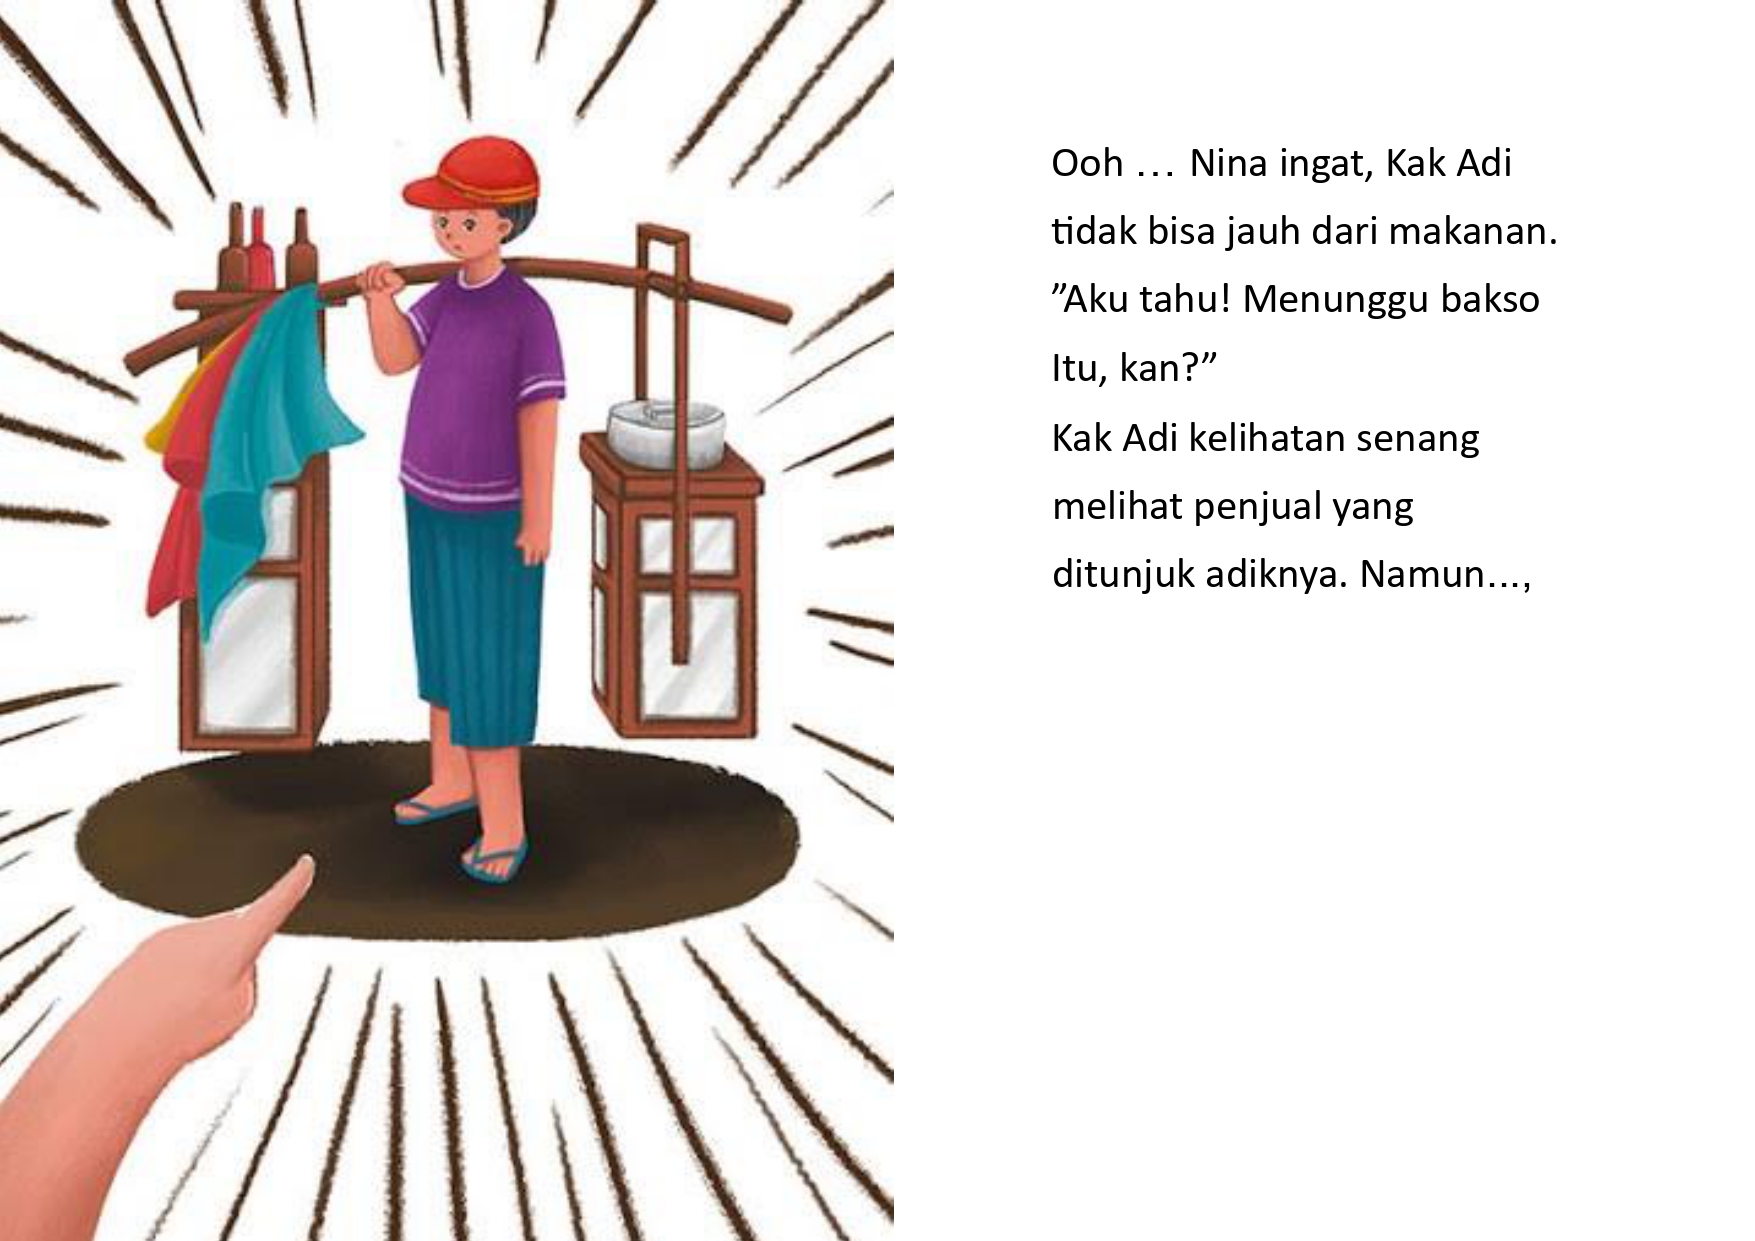 Ooh … Nina ingat, Kak Adi
tidak bisa jauh dari makanan.
”Aku tahu! Menunggu bakso
Itu, kan?”
Kak Adi kelihatan senang
melihat penjual yang
ditunjuk adiknya. Namun…,